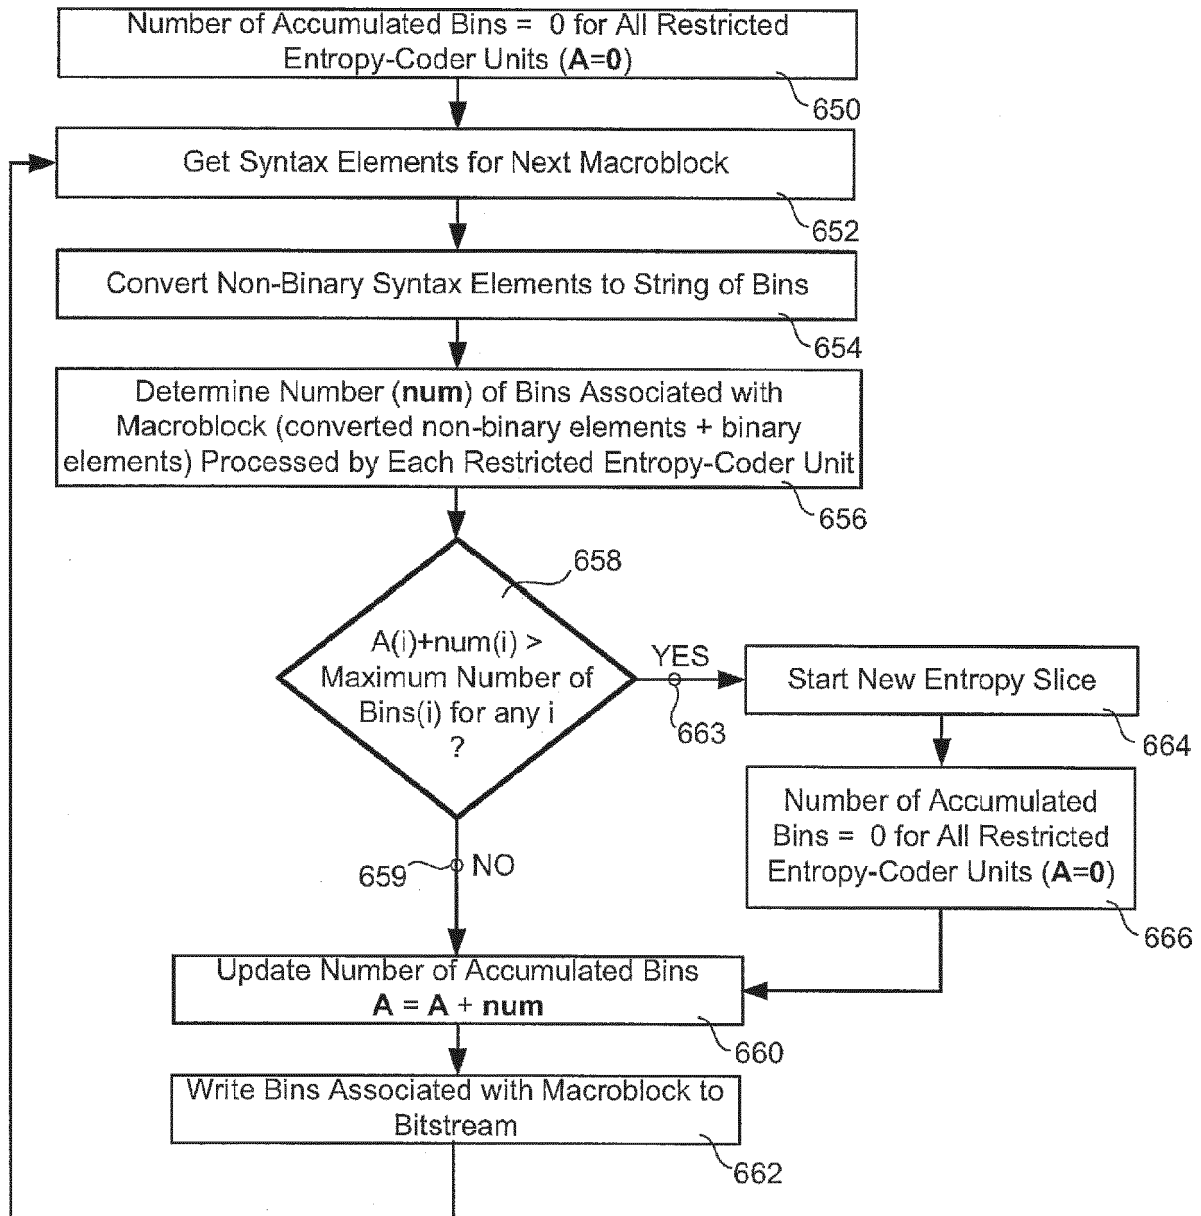 Number of Accumulated Bins = 0 for All Restricted
Entropy-Coder Units (A=0)
650
Get Syntax Elements for Next Macroblock
652
Convert Non-Binary Syntax Elements to String of Bins
654
Determine Number (num) of Bins Associated with
Macroblock (converted non-binary elements + binary
elements) Processed by Each Restricted Entropy-Coder Unit
656
658
A(i)+num(i) >
Maximum Number of
Bins(i) for any i
?
YES
663
Start New Entropy Slice
664
Number of Accumulated
Bins = 0 for All Restricted
Entropy-Coder Units (A=0)
666
659
NO
Update Number of Accumulated Bins
A = A + num
660
Write Bins Associated with Macroblock to
Bitstream
662